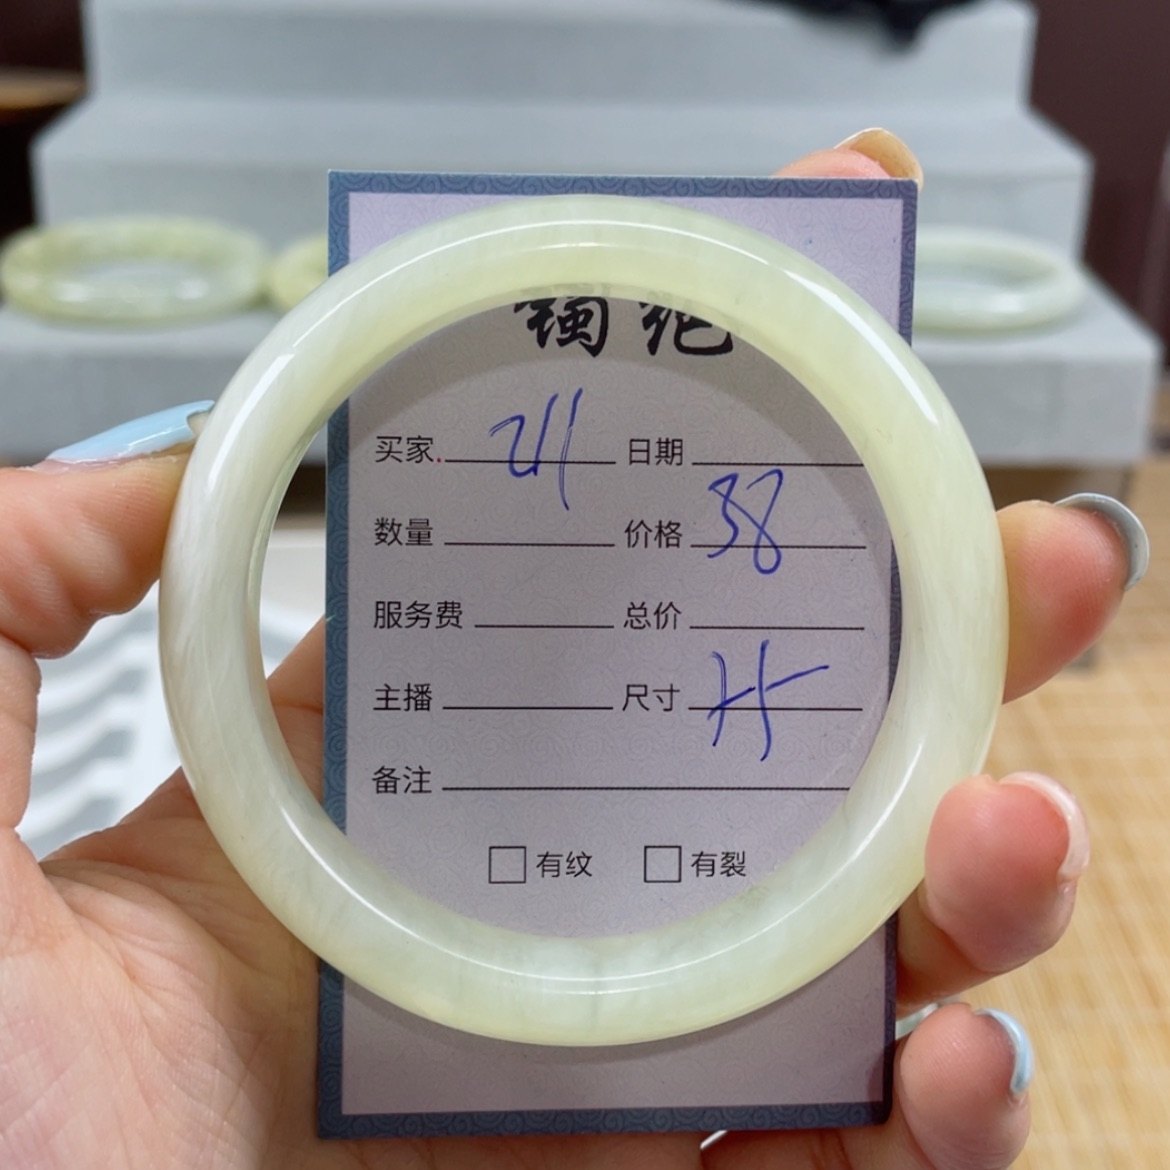 买家 211 日期
数量 价格 38
服务费 总价
主播 尺寸
备注
□有纹 □有裂